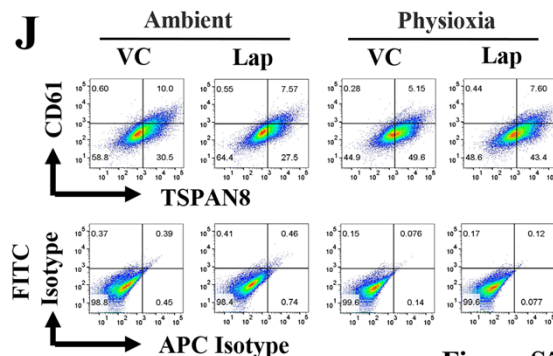 J
Ambient Physioxia
VC Lap VC Lap
CD61
0.60 10.0 0.55 7.57 0.28 5.15 0.44 7.60
58.8 30.5 64.4 27.5 44.9 49.6 48.6 43.4
TSPAN8
FITC
Isotype
0.37 0.39 0.41 0.46 0.15 0.076 0.17 0.12
98.8 0.45 98.4 0.74 99.6 0.14 99.6 0.077
APC Isotype